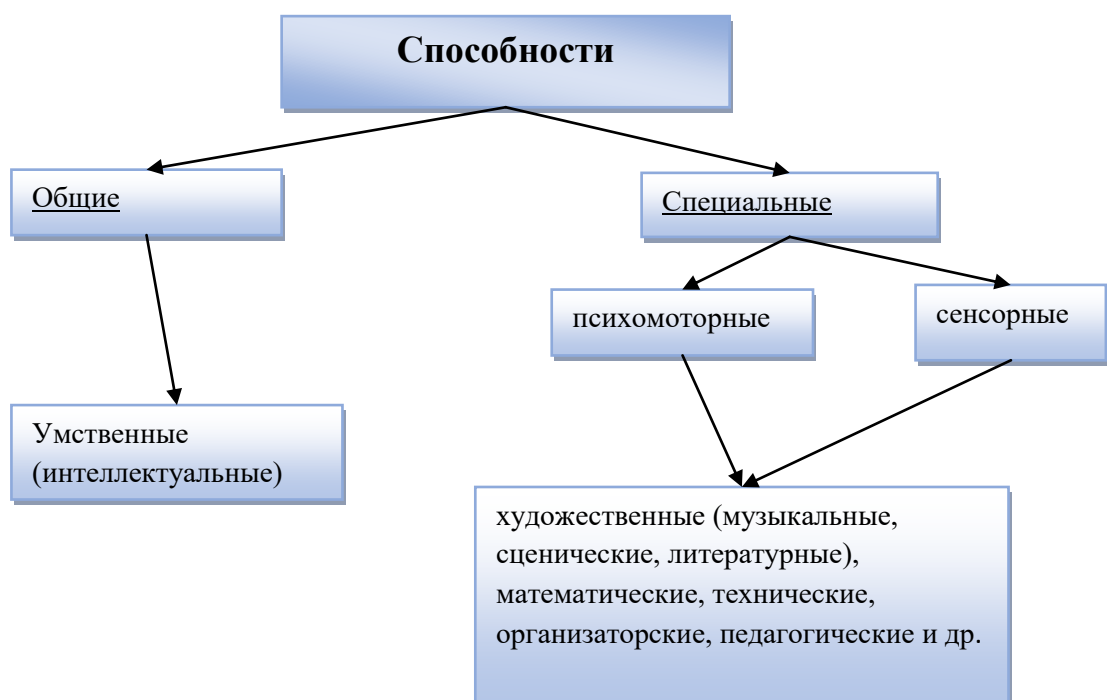 Способности
Общие
Специальные
психомоторные
сенсорные
Умственные
(интеллектуальные)
художественные (музыкальные,
сценические, литературные),
математические, технические,
организаторские, педагогические и др.